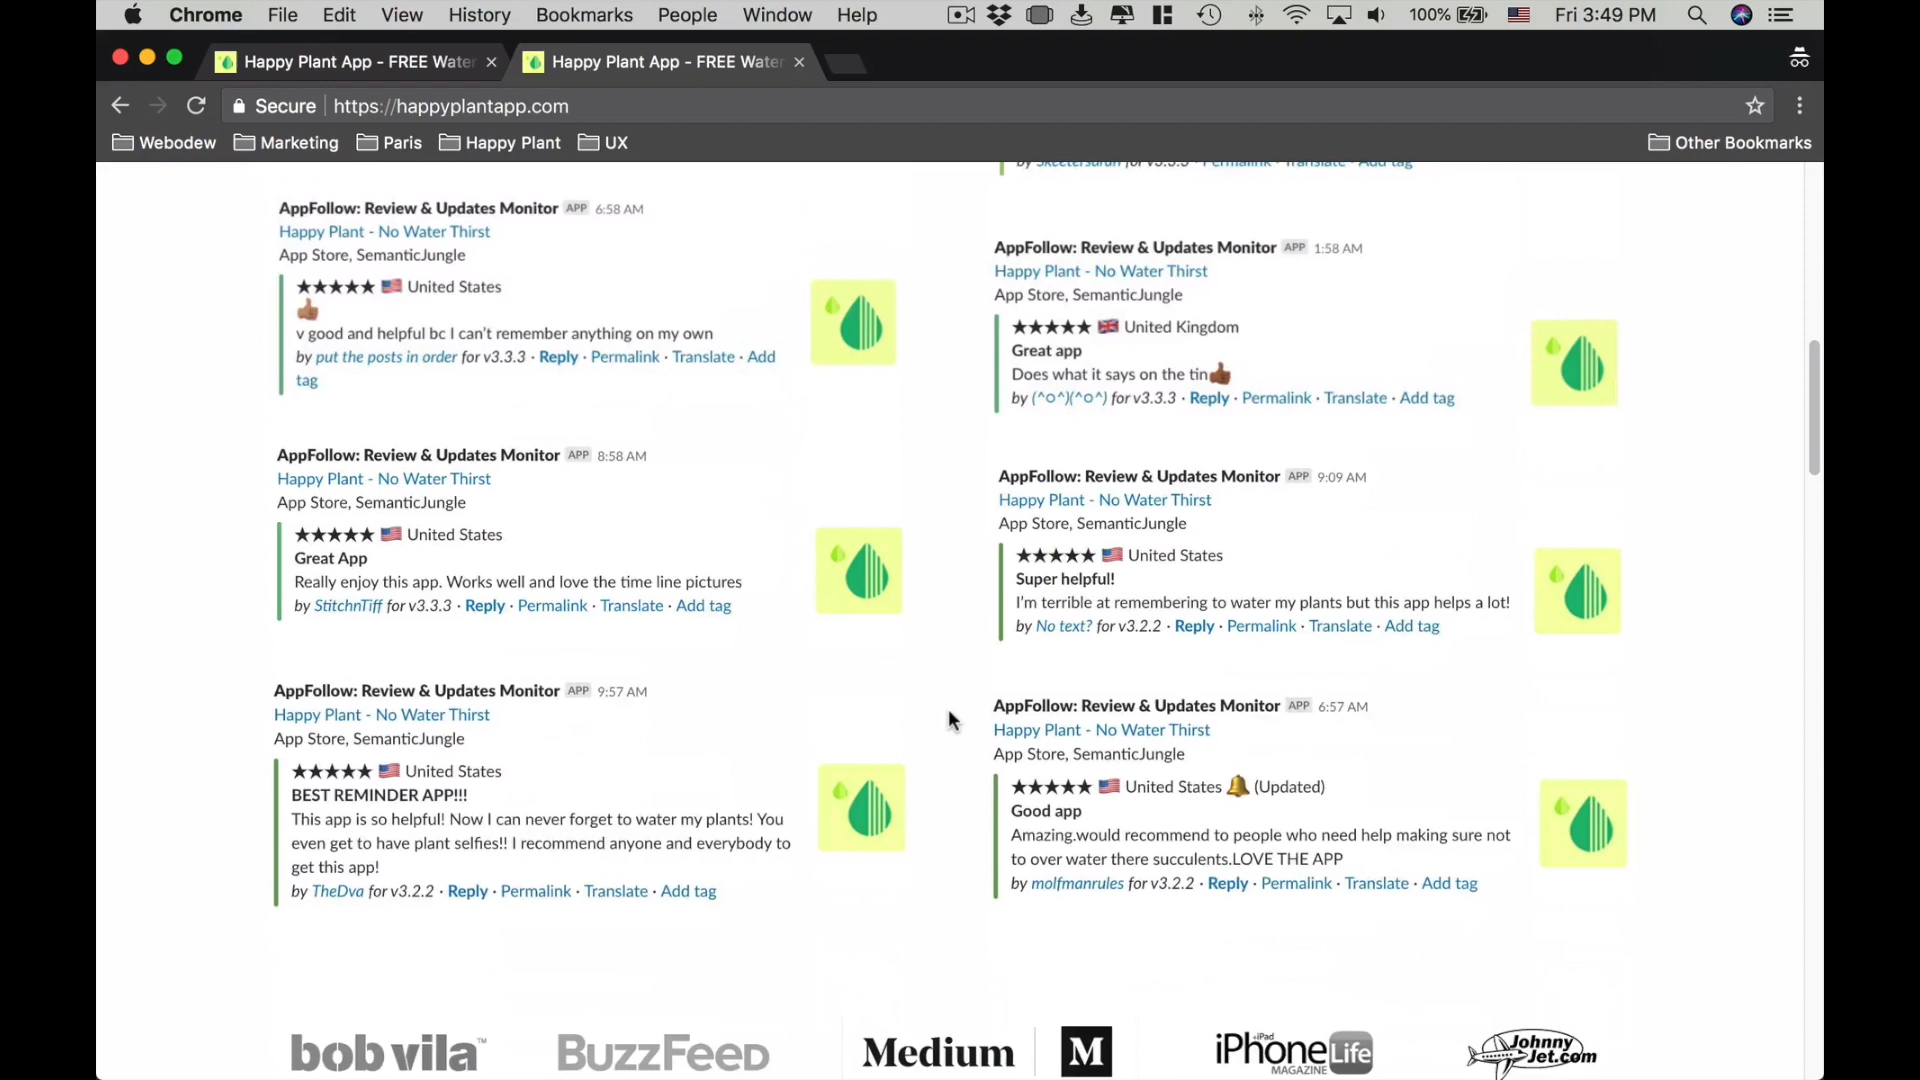 Chrome File Edit View History Bookmarks People Window Help 100% Fri 3:49 PM
Happy Plant App - FREE Water
Happy Plant App - FREE Water
Secure https://happyplantapp.com
Webodew Marketing Paris Happy Plant UX Other Bookmarks
by Skeetersarah for v3.3.3 · Permalink · Translate · Add tag
AppFollow: Review & Updates Monitor APP 6:58 AM
Happy Plant - No Water Thirst
App Store, SemanticJungle
★★★★★ 🇺🇸 United States
👍🏾
v good and helpful bc I can't remember anything on my own
by put the posts in order for v3.3.3 · Reply · Permalink · Translate · Add
tag
AppFollow: Review & Updates Monitor APP 8:58 AM
Happy Plant - No Water Thirst
App Store, SemanticJungle
★★★★★ 🇺🇸 United States
Great App
Really enjoy this app. Works well and love the time line pictures
by StitchnTiff for v3.3.3 · Reply · Permalink · Translate · Add tag
AppFollow: Review & Updates Monitor APP 9:57 AM
Happy Plant - No Water Thirst
App Store, SemanticJungle
★★★★★ 🇺🇸 United States
BEST REMINDER APP!!!
This app is so helpful! Now I can never forget to water my plants! You
even get to have plant selfies!! I recommend anyone and everybody to
get this app!
by TheDva for v3.2.2 · Reply · Permalink · Translate · Add tag
AppFollow: Review & Updates Monitor APP 1:58 AM
Happy Plant - No Water Thirst
App Store, SemanticJungle
★★★★★ 🇬🇧 United Kingdom
Great app
Does what it says on the tin👍🏾
by (^o^)(^o^) for v3.3.3 · Reply · Permalink · Translate · Add tag
AppFollow: Review & Updates Monitor APP 9:09 AM
Happy Plant - No Water Thirst
App Store, SemanticJungle
★★★★★ 🇺🇸 United States
Super helpful!
I'm terrible at remembering to water my plants but this app helps a lot!
by No text? for v3.2.2 · Reply · Permalink · Translate · Add tag
AppFollow: Review & Updates Monitor APP 6:57 AM
Happy Plant - No Water Thirst
App Store, SemanticJungle
★★★★★ 🇺🇸 United States 🔔 (Updated)
Good app
Amazing.would recommend to people who need help making sure not
to over water there succulents.LOVE THE APP
by molfmanrules for v3.2.2 · Reply · Permalink · Translate · Add tag
bob vila™
BuzzFeed
Medium M
iPhone+iPad Life
MAGAZINE
Johnny
Jet.com